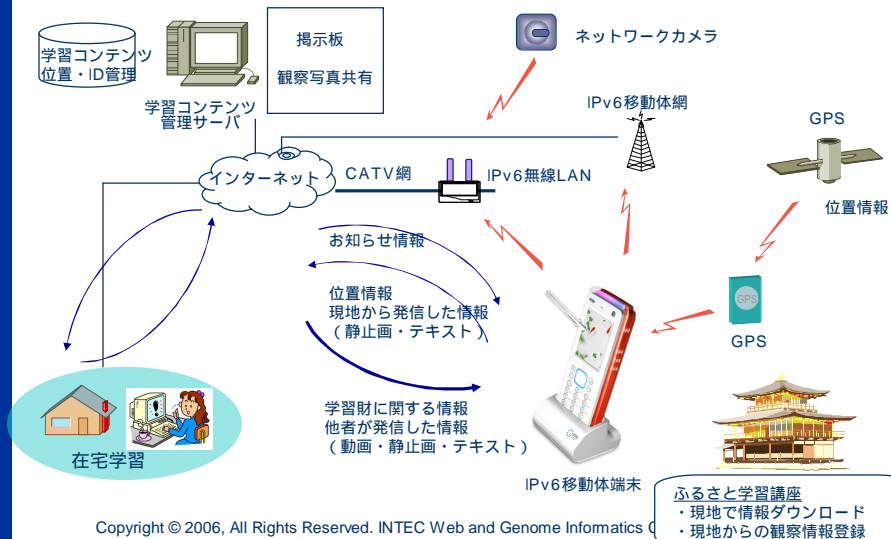 学習コンテンツ
位置・ID管理
掲示板
観察写真共有
ネットワークカメラ
学習コンテンツ
管理サーバ
IPv6移動体網
GPS
インターネット
CATV網
IPv6無線LAN
位置情報
お知らせ情報
位置情報
現地から発信した情報
（静止画・テキスト）
GPS
GPS
学習財に関する情報
他者が発信した情報
（動画・静止画・テキスト）
在宅学習
IPv6移動体端末
ふるさと学習講座
・現地で情報ダウンロード
・現地からの観察情報登録
Copyright © 2006, All Rights Reserved. INTEC Web and Genome Informatics